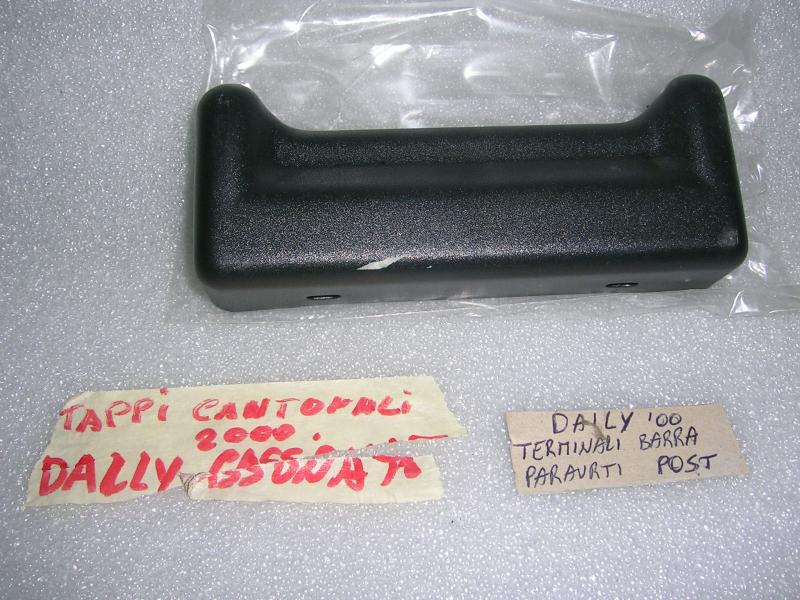 TAPPI CANTONALI
2000.
DALLY
DAILY '00
TERMINALI BARRA
PARAURTI POST